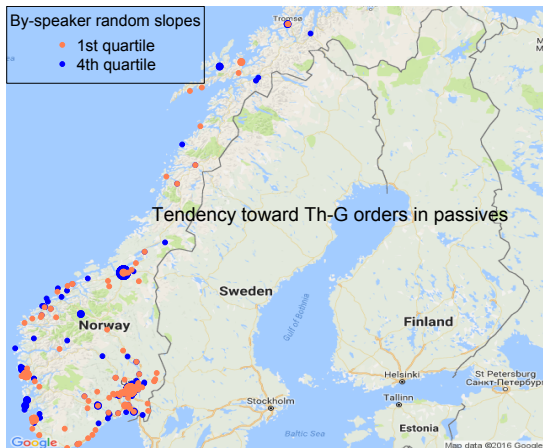 By-speaker random slopes
1st quartile
4th quartile
Tromsø
Tendency toward Th-G orders in passives
Sweden
Norway
Finland
Gulf of Bothnia
Helsinki
St Petersburg
Санкт-Петербург
Tallinn
Stockholm
Estonia
Baltic Sea
Google
Map data ©2016 Google